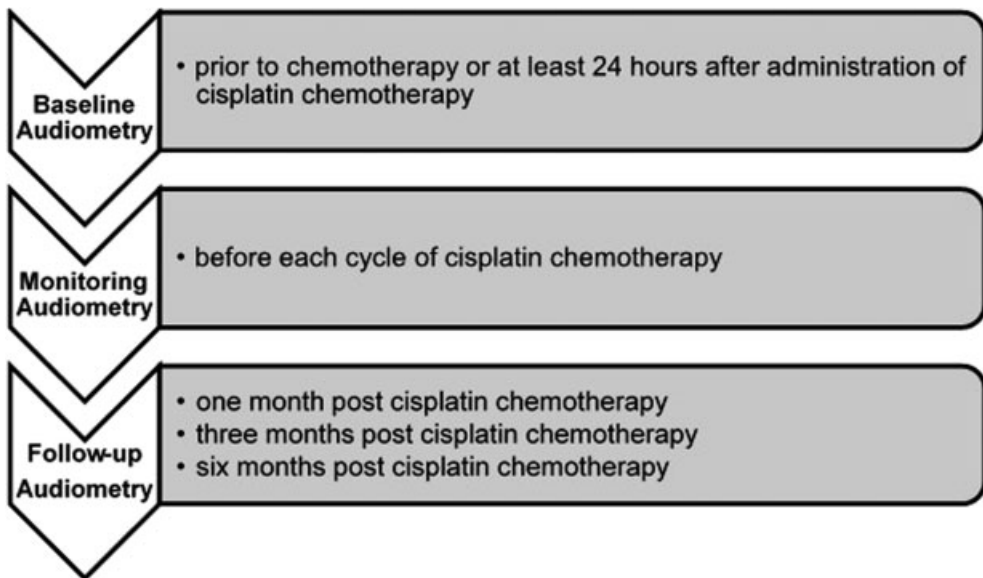 Baseline
Audiometry
• prior to chemotherapy or at least 24 hours after administration of
cisplatin chemotherapy
Monitoring
Audiometry
• before each cycle of cisplatin chemotherapy
Follow-up
Audiometry
• one month post cisplatin chemotherapy
• three months post cisplatin chemotherapy
• six months post cisplatin chemotherapy